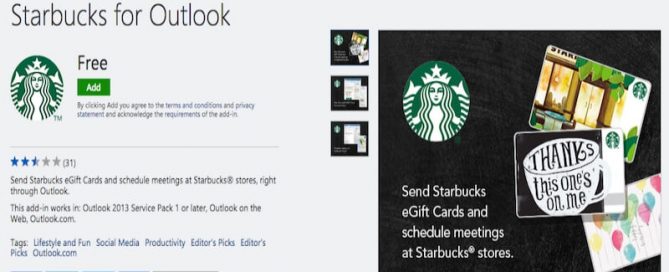 Starbucks for Outlook
Free
Add
By clicking Add you agree to the terms and conditions and privacy
statement and acknowledge the requirements of the add-in.
(31)
Send Starbucks eGift Cards and schedule meetings at Starbucks® stores, right
through Outlook.
This add-in works in: Outlook 2013 Service Pack 1 or later, Outlook on the
Web, Outlook.com.
Tags: Lifestyle and Fun Social Media Productivity Editor's Picks Editor's
Picks Outlook.com
TM
THANKS
this one's
on me
Send Starbucks
eGift Cards and
schedule meetings
at Starbucks® stores.